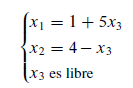 x₁ = 1 + 5x₃
x₂ = 4 − x₃
x₃ es libre